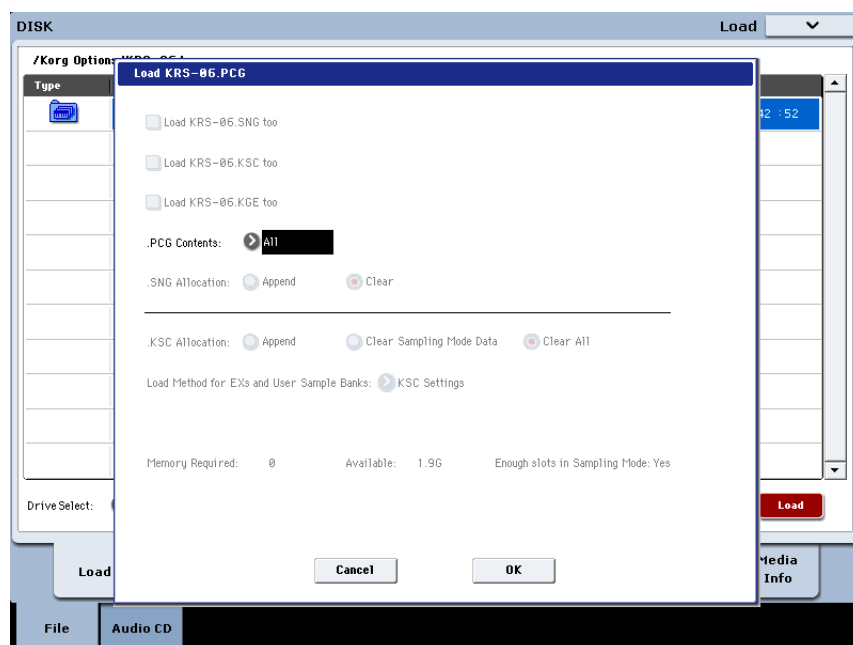 DISK
Load
/Korg Option
Load KRS-06.PCG
Type
42 :52
Load KRS-06.SNG too
Load KRS-06.KSC too
Load KRS-06.KGE too
.PCG Contents: All
.SNG Allocation: Append Clear
.KSC Allocation: Append Clear Sampling Mode Data Clear All
Load Method for EXs and User Sample Banks: KSC Settings
Memory Required: 0 Available: 1.9G Enough slots in Sampling Mode: Yes
Drive Select:
Load
Cancel OK
Load
Media
Info
File Audio CD